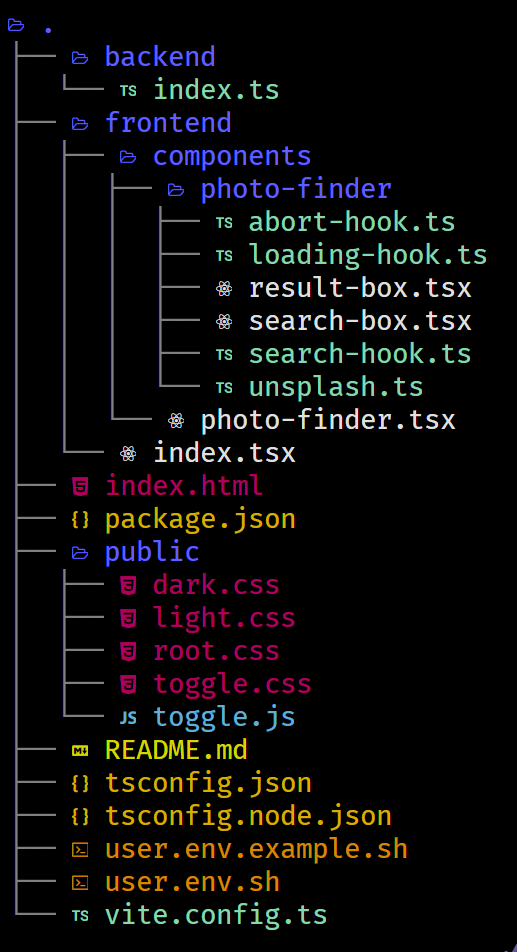 .
backend
TS index.ts
frontend
components
photo-finder
TS abort-hook.ts
TS loading-hook.ts
result-box.tsx
search-box.tsx
TS search-hook.ts
TS unsplash.ts
photo-finder.tsx
index.tsx
index.html
{} package.json
public
dark.css
light.css
root.css
toggle.css
JS toggle.js
README.md
{} tsconfig.json
{} tsconfig.node.json
user.env.example.sh
user.env.sh
TS vite.config.ts